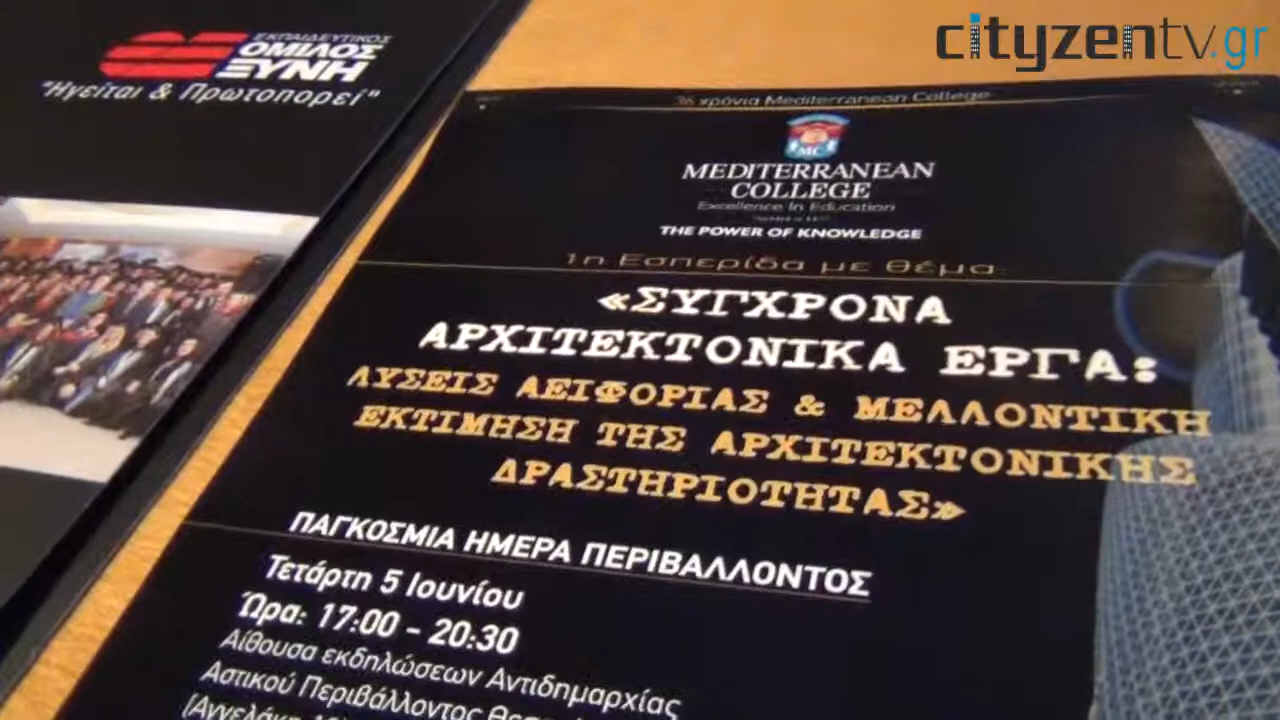 cityzentv.gr
ΕΚΠΑΙΔΕΥΤΙΚΟΣ
ΟΜΙΛΟΣ
ΞΥΝΗ
"Ηγείται & Πρωτοπορεί"
36 χρόνια Mediterranean College
MC
MEDITERRANEAN
COLLEGE
Excellence In Education
THE POWER OF KNOWLEDGE
1η Εσπερίδα με θέμα:
«ΣΥΓΧΡΟΝΑ
ΑΡΧΙΤΕΚΤΟΝΙΚΑ ΕΡΓΑ:
ΛΥΣΕΙΣ ΑΕΙΦΟΡΙΑΣ & ΜΕΛΛΟΝΤΙΚΗ
ΕΚΤΙΜΗΣΗ ΤΗΣ ΑΡΧΙΤΕΚΤΟΝΙΚΗΣ
ΔΡΑΣΤΗΡΙΟΤΗΤΑΣ»
ΠΑΓΚΟΣΜΙΑ ΗΜΕΡΑ ΠΕΡΙΒΑΛΛΟΝΤΟΣ
Τετάρτη 5 Ιουνίου
Ώρα: 17:00 - 20:30
Αίθουσα εκδηλώσεων Αντιδημαρχίας
Αστικού Περιβάλλοντος